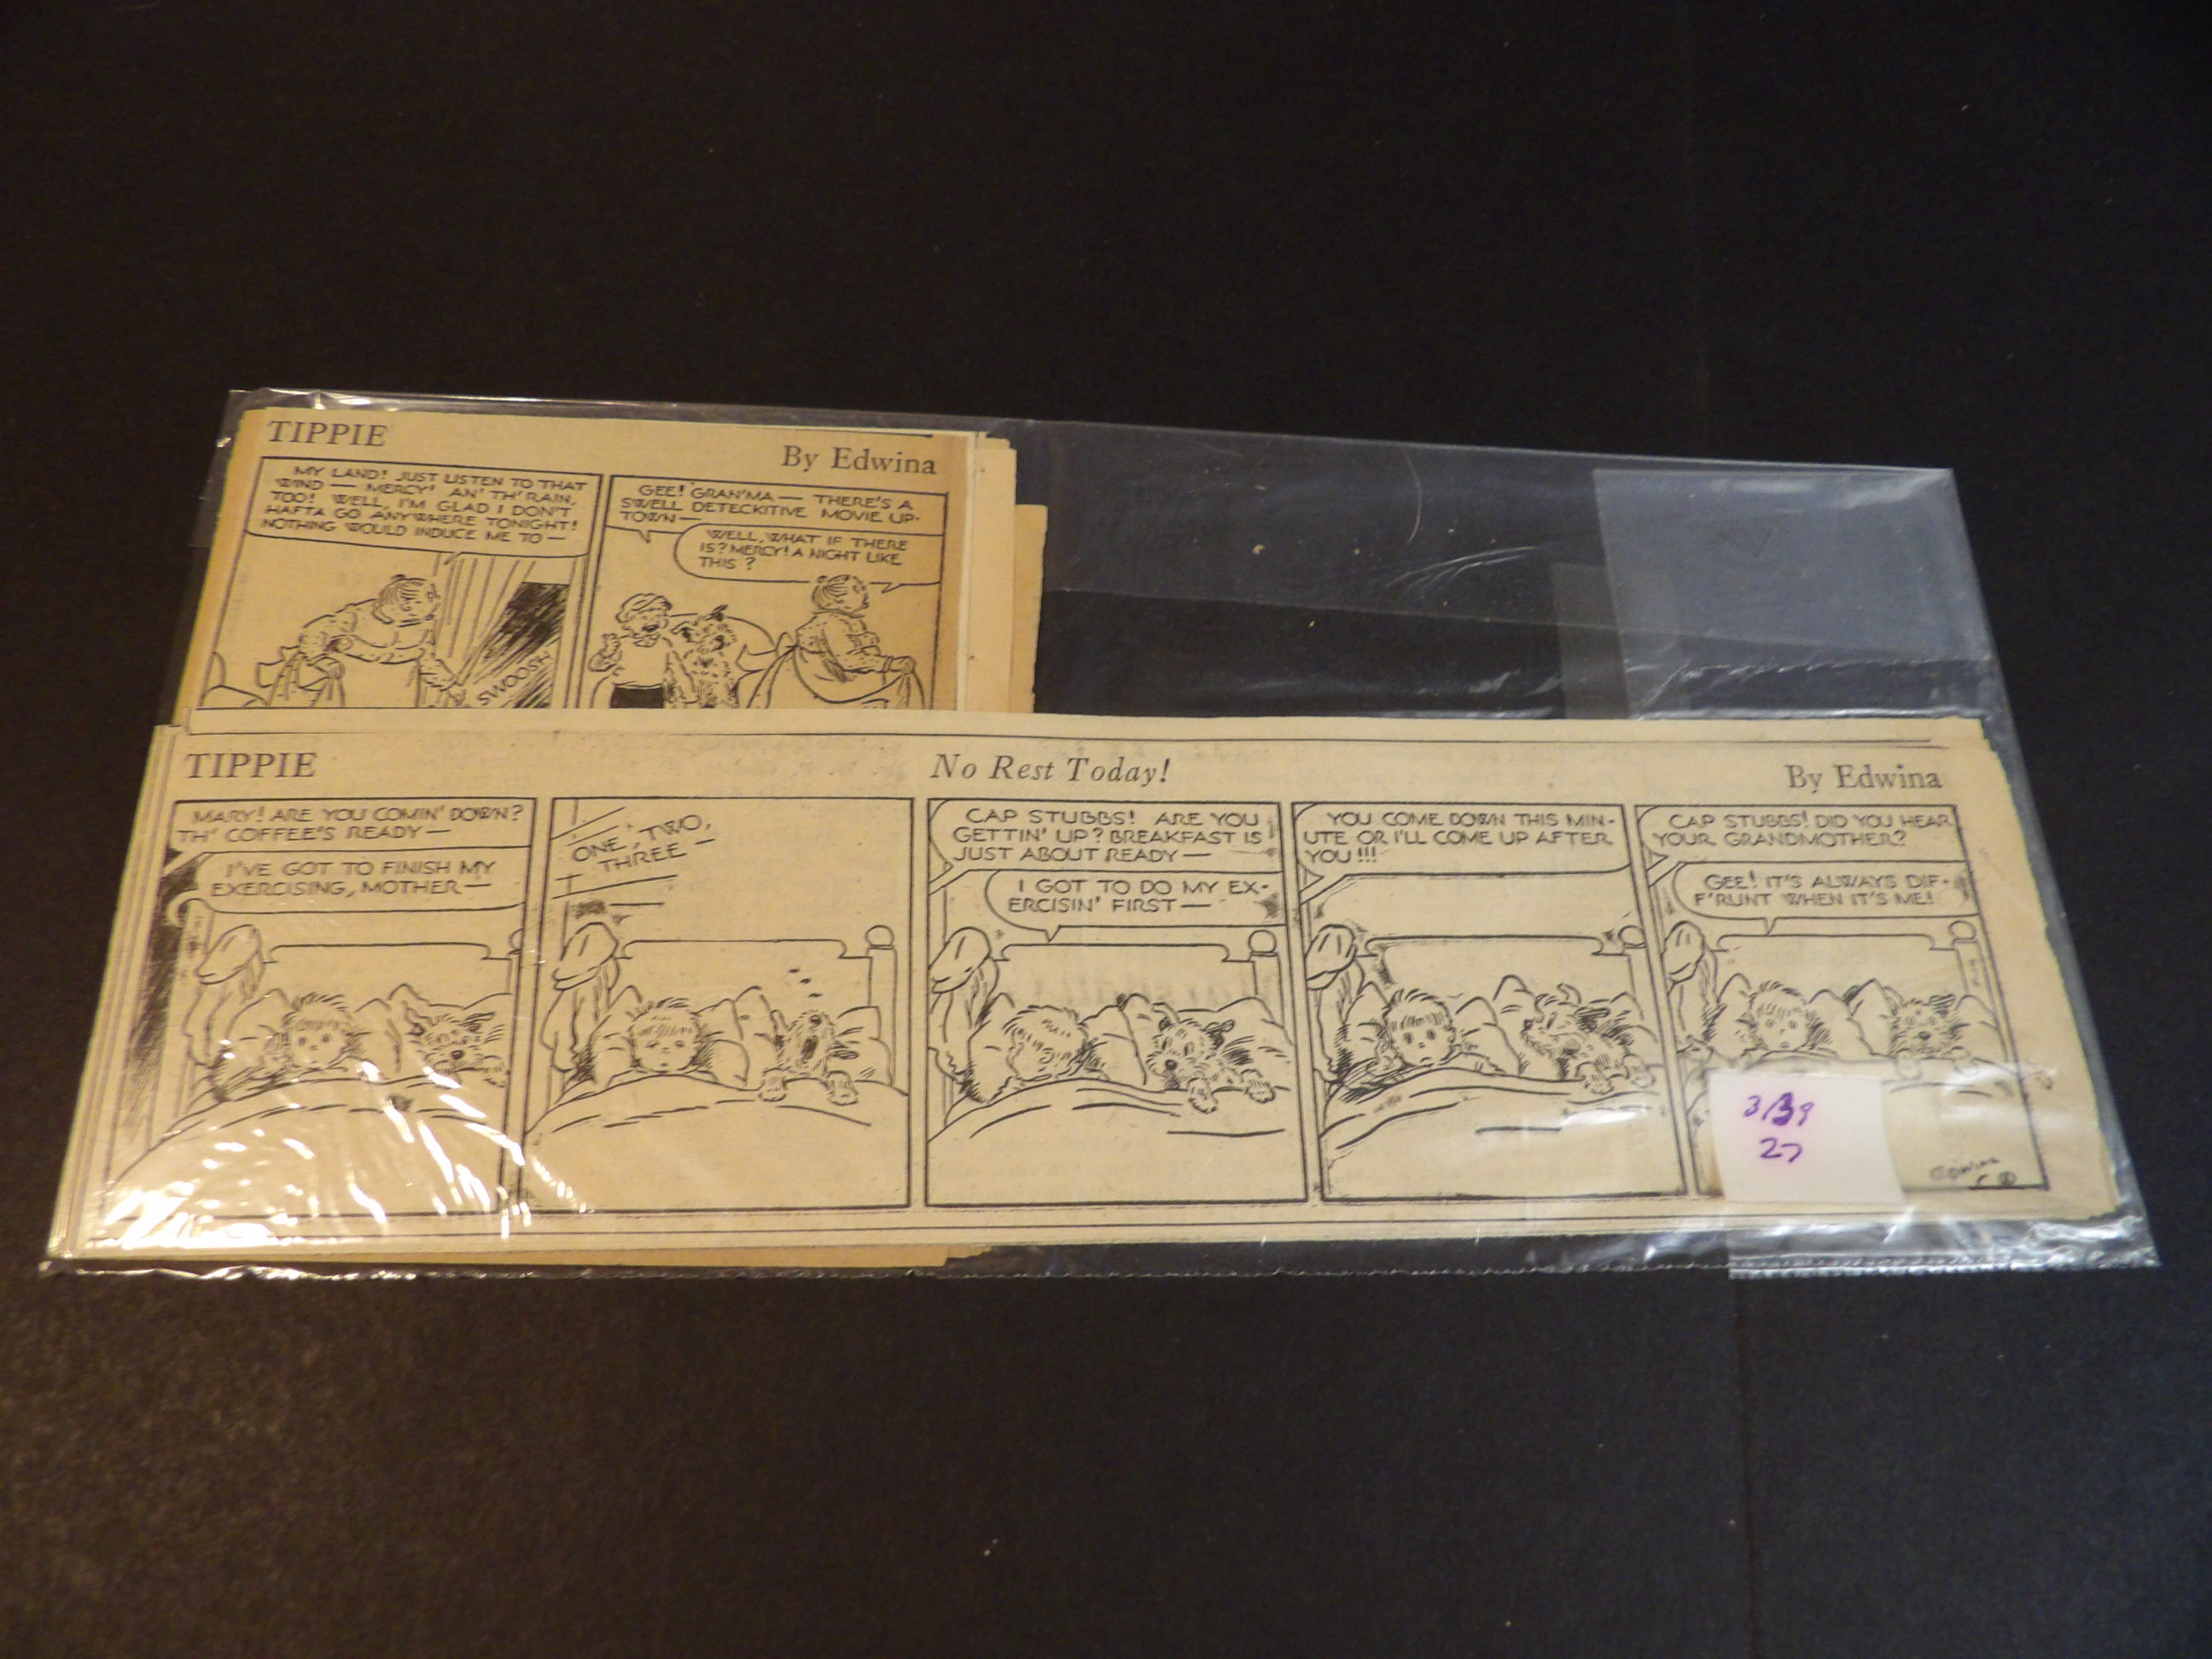 TIPPIE
By Edwina
MY LAND! JUST LISTEN TO THAT
WIND — MERCY! AN' TH' RAIN,
TOO! WELL, I'M GLAD I DON'T
HAFTA GO ANYWHERE TONIGHT!
NOTHING WOULD INDUCE ME TO —
SWOOSH
GEE! GRAN'MA — THERE'S A
SWELL DETECKITIVE MOVIE UP-
TOWN —
WELL, WHAT IF THERE
IS? MERCY! A NIGHT LIKE
THIS?
TIPPIE
No Rest Today!
By Edwina
MARY! ARE YOU COMIN' DOWN?
TH' COFFEE'S READY —
I'VE GOT TO FINISH MY
EXERCISING, MOTHER —
ONE, TWO,
THREE —
CAP STUBBS! ARE YOU
GETTIN' UP? BREAKFAST IS
JUST ABOUT READY —
I GOT TO DO MY EX-
ERCISIN' FIRST —
YOU COME DOWN THIS MIN-
UTE OR I'LL COME UP AFTER
YOU!!!
CAP STUBBS! DID YOU HEAR
YOUR GRANDMOTHER?
GEE! IT'S ALWAYS DIF-
F'RUNT WHEN IT'S ME!
3/39
27
EDWINA